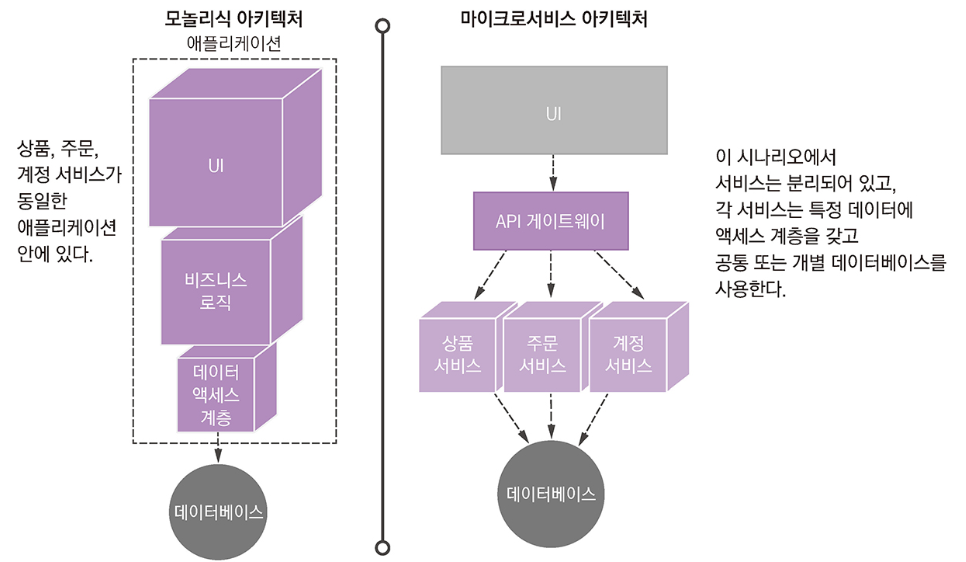 모놀리식 아키텍처
애플리케이션
상품, 주문,
계정 서비스가
동일한
애플리케이션
안에 있다.
UI
비즈니스
로직
데이터
액세스
계층
데이터베이스
마이크로서비스 아키텍처
UI
API 게이트웨이
상품
서비스
주문
서비스
계정
서비스
데이터베이스
이 시나리오에서
서비스는 분리되어 있고,
각 서비스는 특정 데이터에
액세스 계층을 갖고
공통 또는 개별 데이터베이스를
사용한다.